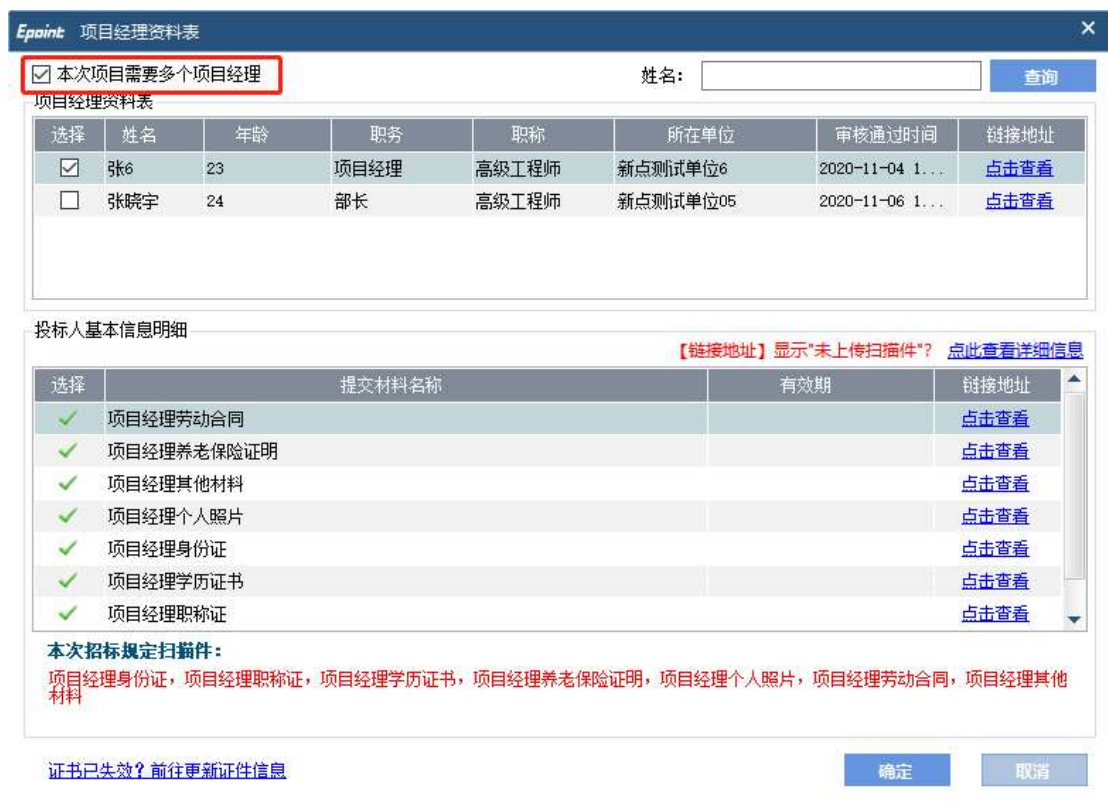 Epoint 项目经理资料表
本次项目需要多个项目经理 姓名: 查询
项目经理资料表
选择 姓名 年龄 职务 职称 所在单位 审核通过时间 链接地址
张6 23 项目经理 高级工程师 新点测试单位6 2020-11-04 1... 点击查看
张晓宇 24 部长 高级工程师 新点测试单位05 2020-11-06 1... 点击查看
投标人基本信息明细
【链接地址】显示"未上传扫描件"? 点此查看详细信息
选择 提交材料名称 有效期 链接地址
项目经理劳动合同 点击查看
项目经理养老保险证明 点击查看
项目经理其他材料 点击查看
项目经理个人照片 点击查看
项目经理身份证 点击查看
项目经理学历证书 点击查看
项目经理职称证 点击查看
本次招标规定扫描件:
项目经理身份证，项目经理职称证，项目经理学历证书，项目经理养老保险证明，项目经理个人照片，项目经理劳动合同，项目经理其他
材料
证书已失效?前往更新证件信息 确定 取消